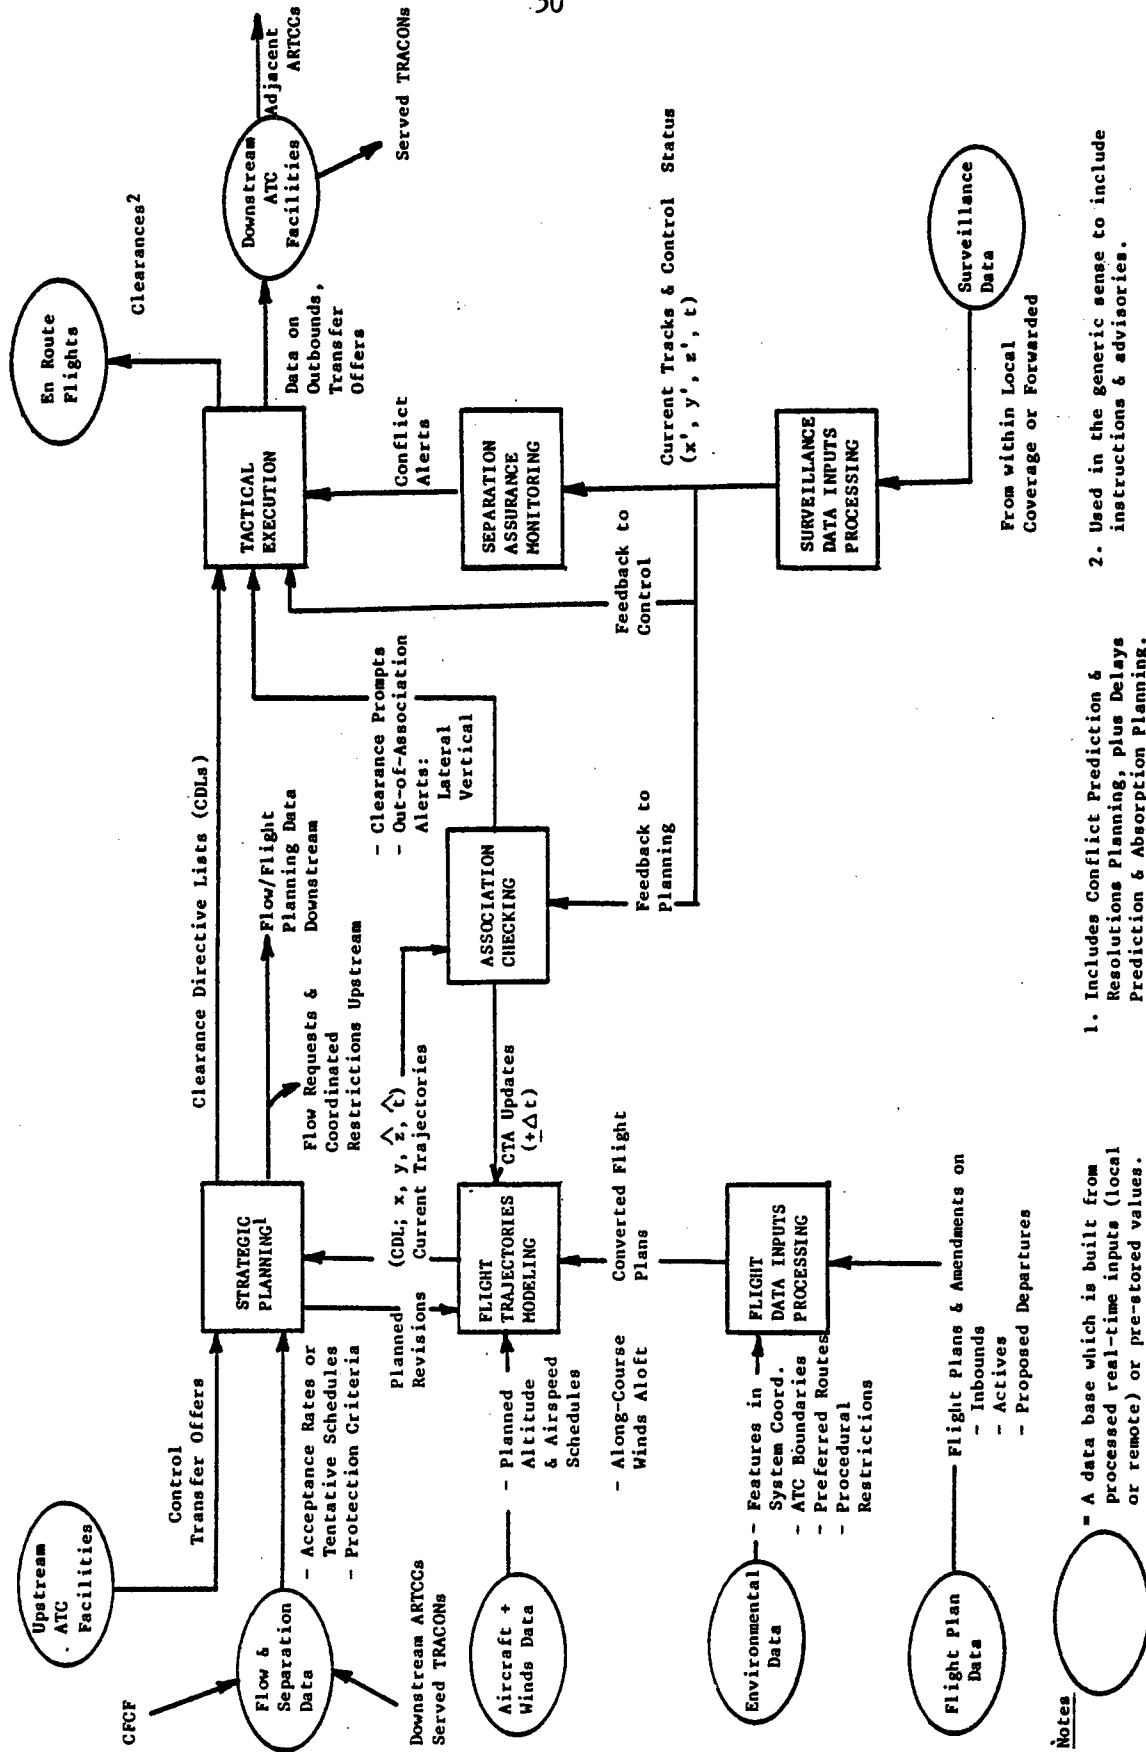 30
Upstream
. ATC
Facilities
Control
Transfer Offers
CFCF
Flow &
Separation
Data
Downstream ARTCCs
Served TRACONs
- Acceptance Rates or
Tentative Schedules
- Protection Criteria
STRATEGIC
PLANNING1
Clearance Directive Lists (CDLs)
Flow/Flight
Planning Data
Downstream
Flow Requests &
Coordinated
Restrictions Upstream
TACTICAL
EXECUTION
En Route
Flights
Clearances2
Data on
Outbounds,
Transfer
Offers
Downstream
ATC
Facilities
Adjacent
ARTCCs
Served TRACONs
Planned
Revisions
(CDL; x, y, ẑ, t̂)
Current Trajectories
- Clearance Prompts
- Out-of-Association
Alerts:
Lateral
Vertical
Conflict
Alerts
Aircraft +
Winds Data
- Planned
Altitude
& Airspeed
Schedules
- Along-Course
Winds Aloft
FLIGHT
TRAJECTORIES
MODELING
CTA Updates
(±Δt)
ASSOCIATION
CHECKING
SEPARATION
ASSURANCE
MONITORING
Converted Flight
Plans
Feedback to
Planning
Feedback to
Control
Current Tracks & Control Status
(x', y', z', t)
Environmental
Data
- Features in
System Coord.
- ATC Boundaries
- Preferred Routes
- Procedural
Restrictions
FLIGHT
DATA INPUTS
PROCESSING
SURVEILLANCE
DATA INPUTS
PROCESSING
Surveillance
Data
From within Local
Coverage or Forwarded
Flight Plan
Data
- Flight Plans & Amendments on
- Inbounds
- Actives
- Proposed Departures
Notes
= A data base which is built from
processed real-time inputs (local
or remote) or pre-stored values.
1. Includes Conflict Prediction &
Resolutions Planning, plus Delays
Prediction & Absorption Planning.
2. Used in the generic sense to include
instructions & advisories.